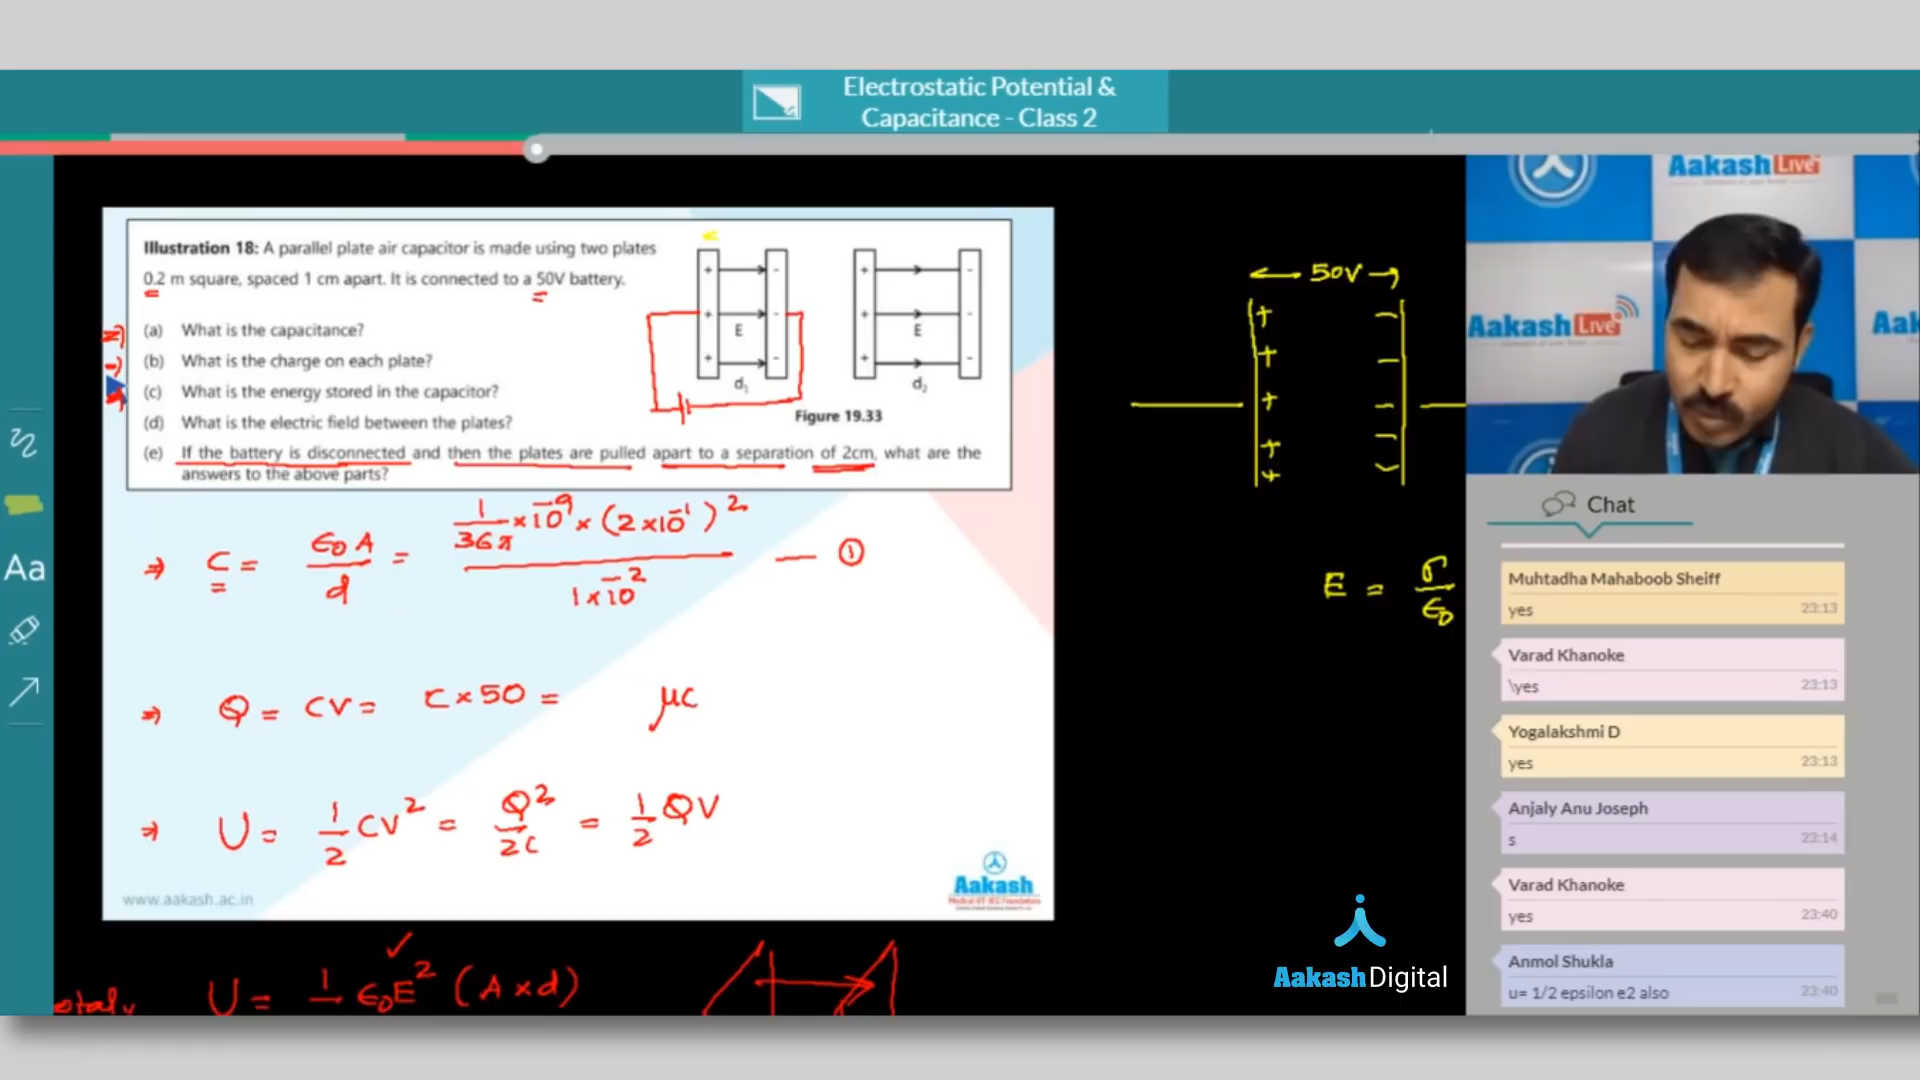 Electrostatic Potential &
Capacitance - Class 2
Illustration 18: A parallel plate air capacitor is made using two plates
0.2 m square, spaced 1 cm apart. It is connected to a 50V battery.
(a) What is the capacitance?
(b) What is the charge on each plate?
(c) What is the energy stored in the capacitor?
(d) What is the electric field between the plates?
(e) If the battery is disconnected and then the plates are pulled apart to a separation of 2cm, what are the
answers to the above parts?
+ - + -
+ - + -
E E
+ - + -
d₁ d₂
Figure 19.33
⇒ C = ε₀A / d = 1/36π × 10⁻⁹ × (2 × 10⁻¹)² / 1 × 10⁻² — ①
⇒ Q = CV = C × 50 = μC
⇒ U = 1/2 CV² = Q²/2C = 1/2 QV
www.aakash.ac.in
Aakash
U = 1 ε₀E² (A × d)
← 50V →
+ −
+ −
+ −
+ −
+ −
E = σ/ε₀
Aakash Digital
Aa
Aakash Live
Aakash Live
Aak
Chat
Muhtadha Mahaboob Sheiff
yes 23:13
Varad Khanoke
\yes 23:13
Yogalakshmi D
yes 23:13
Anjaly Anu Joseph
s 23:14
Varad Khanoke
yes 23:40
Anmol Shukla
u= 1/2 epsilon e2 also 23:40